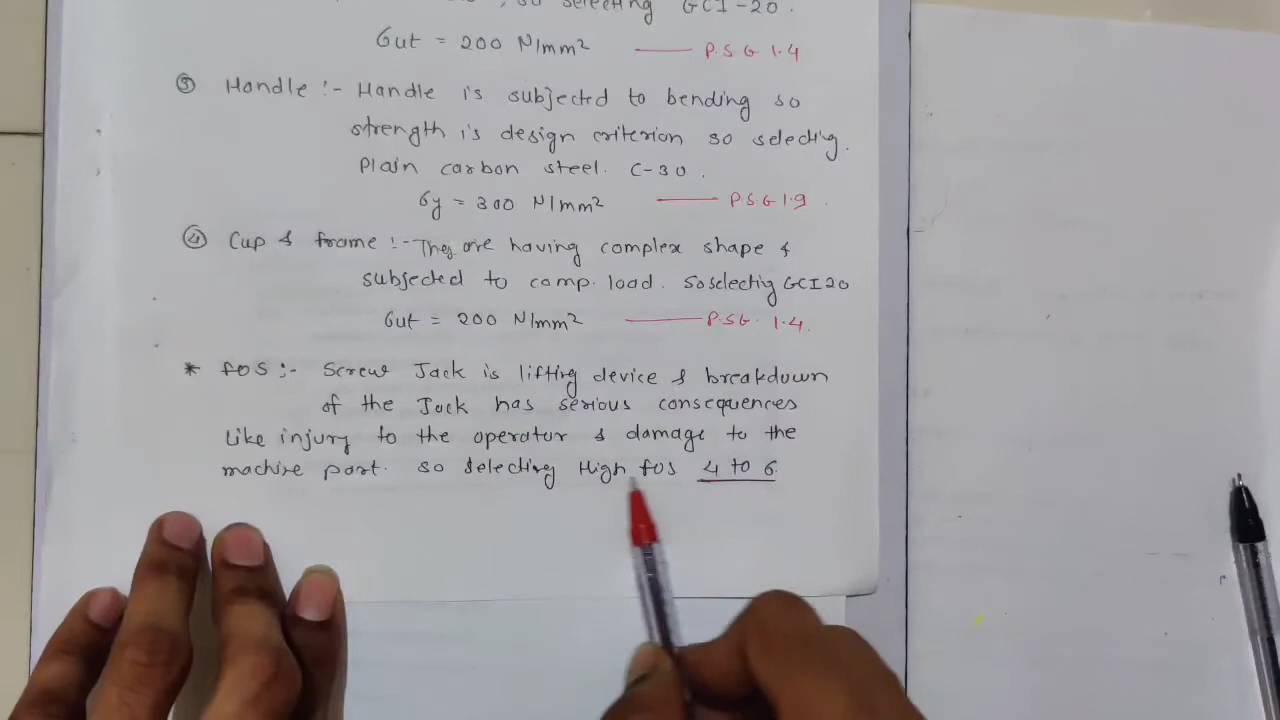 so selecting GCI-20.
σut = 200 N/mm² —— P.S.G 1.4
③ Handle :- Handle is subjected to bending so
strength is design criterion so selecting
plain carbon steel. C-30.
σy = 300 N/mm² —— P.S.G 1.9.
④ Cup & frame :- They are having complex shape &
subjected to comp. load. So selectig GCI 20
σut = 200 N/mm² —— P.S.G. 1.4.
* fos :- Screw Jack is lifting device & breakdown
of the Jack has serious consequences
Like injury to the operator & damage to the
machine part. so selecting High fos 4 to 6.